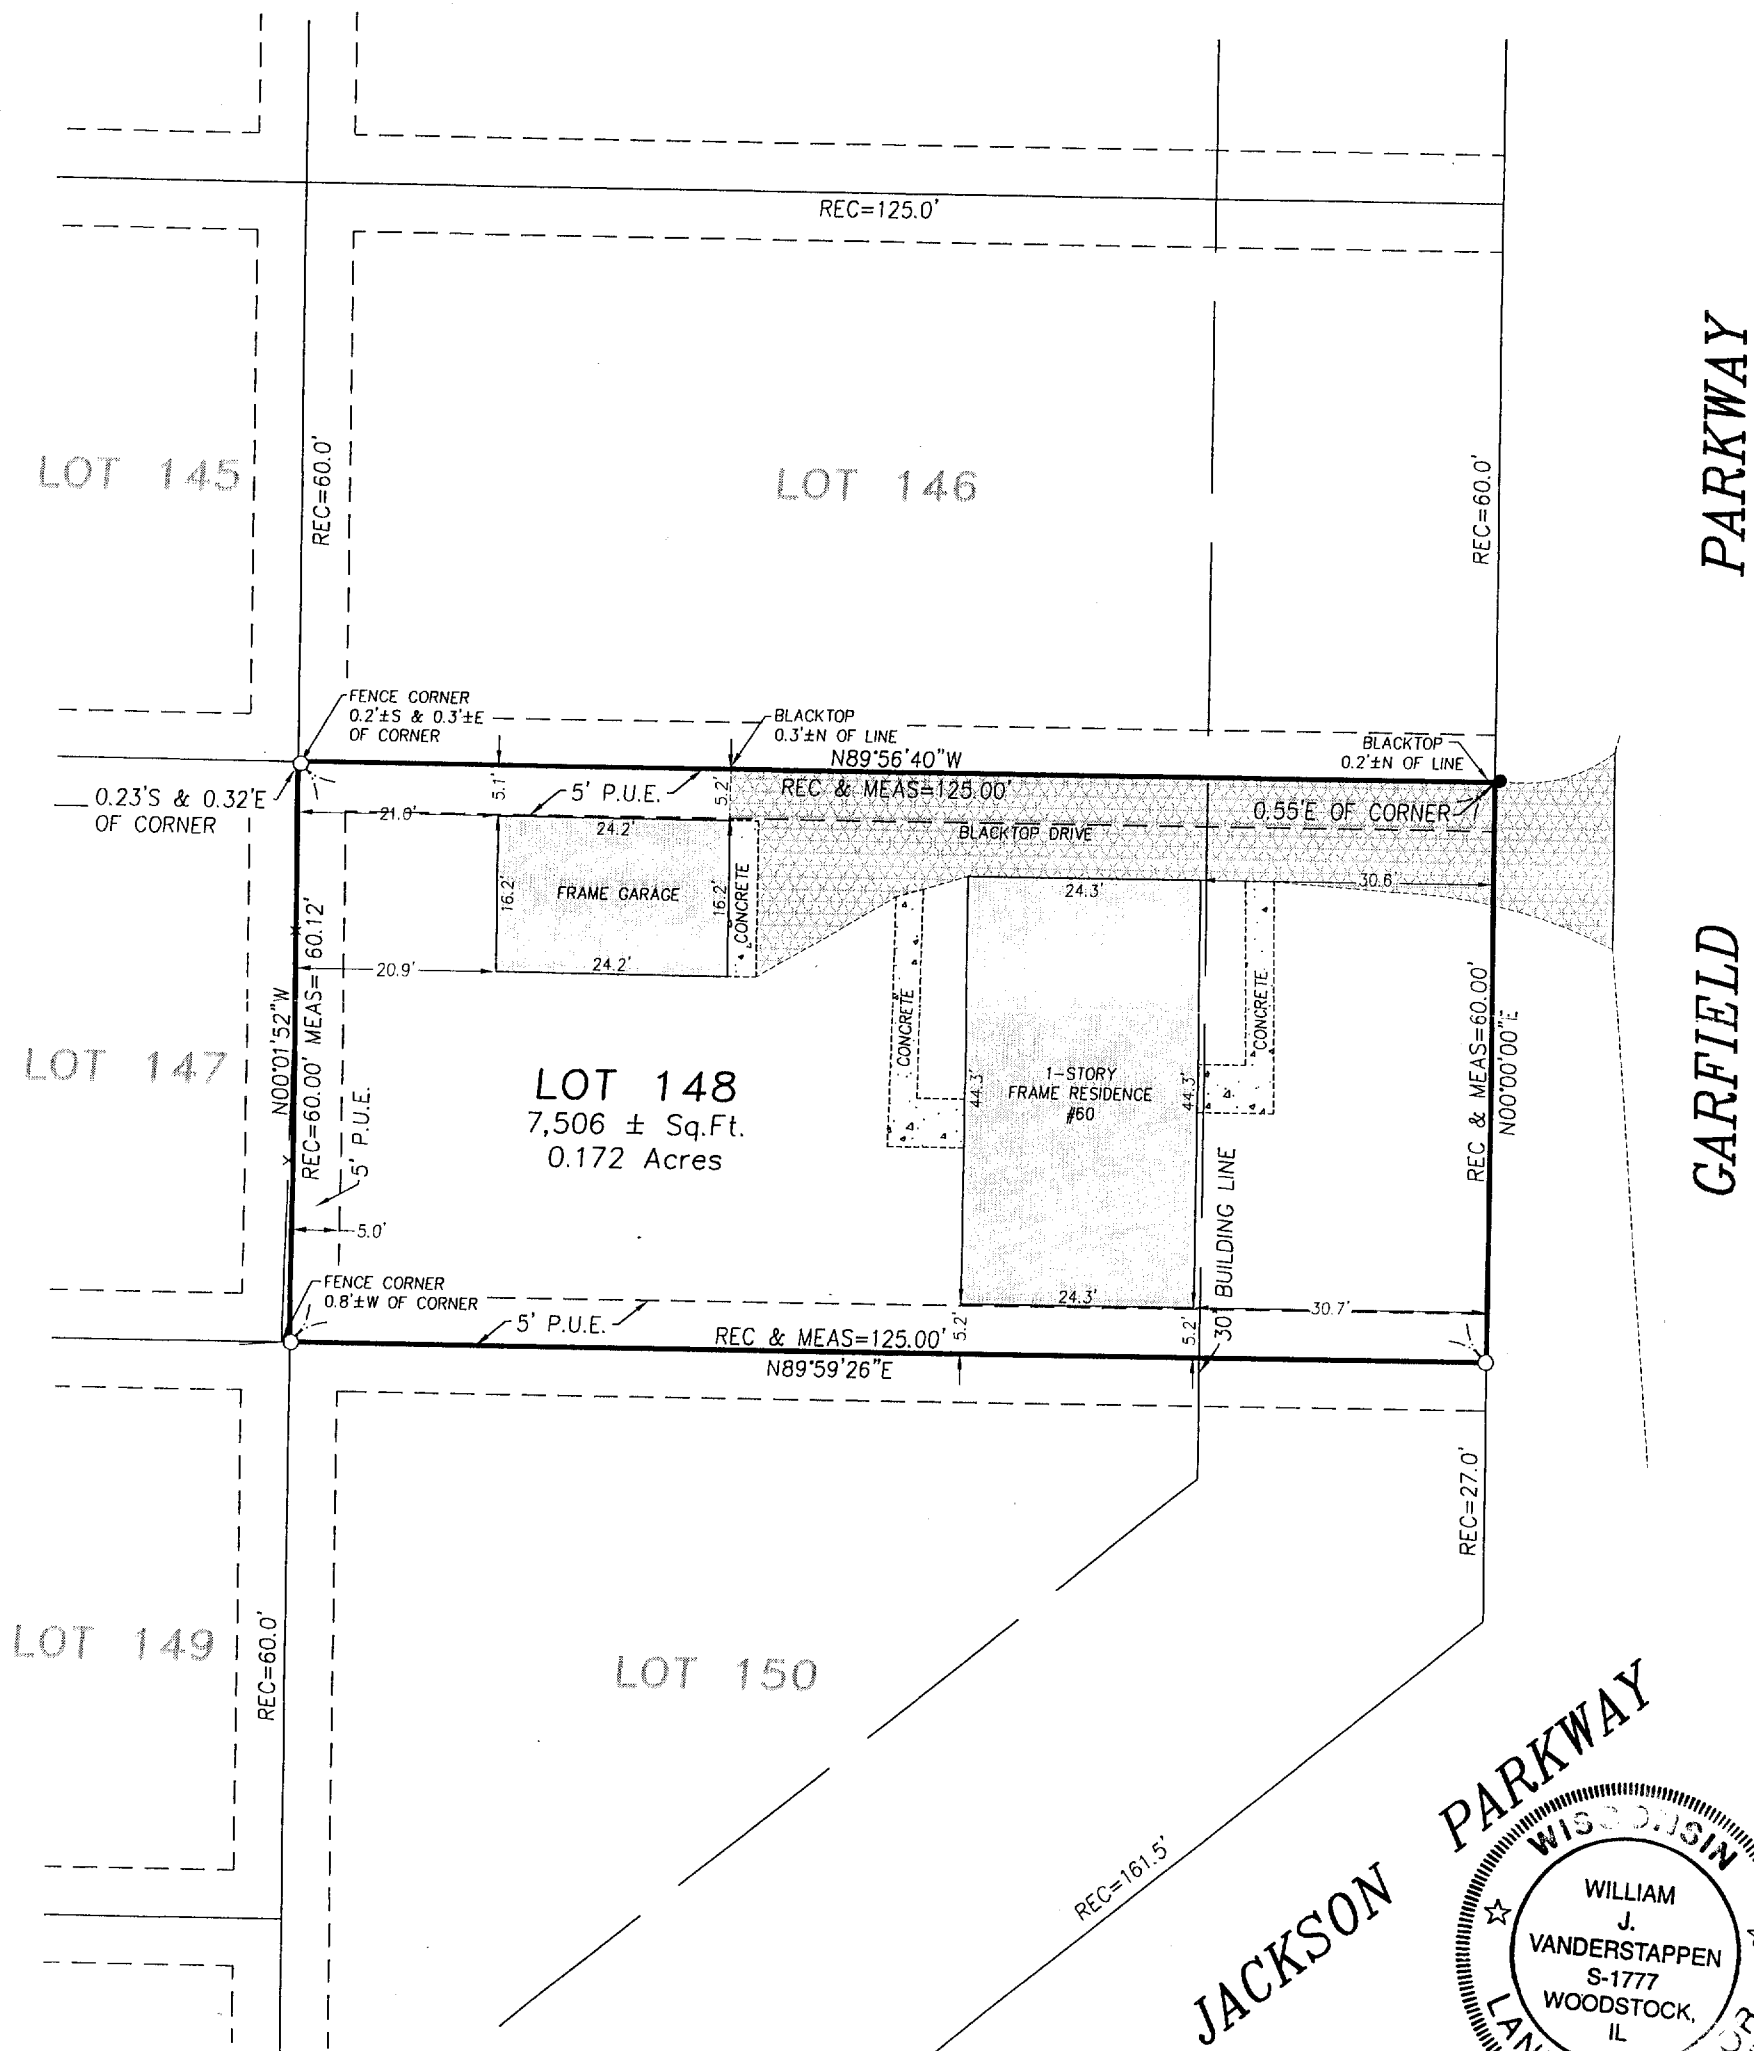 REC=125.0'
PARKWAY
LOT 145
REC=60.0'
LOT 146
REC=60.0'
FENCE CORNER
0.2'±S & 0.3'±E
OF CORNER
BLACKTOP
0.3'±N OF LINE
N89°56'40"W
REC & MEAS=125.00'
BLACKTOP
0.2'±N OF LINE
0.23'S & 0.32'E
OF CORNER
5.1'
5' P.U.E.
5.2'
0.55'E OF CORNER
21.0'
24.2'
BLACKTOP DRIVE
16.2'
FRAME GARAGE
16.2'
CONCRETE
24.3'
30.6'
20.9'
24.2'
GARFIELD
N00°01'52"W
REC=60.00' MEAS=60.12'
CONCRETE
CONCRETE
REC & MEAS=60.00'
N00°00'00"E
LOT 147
LOT 148
7,506 ± Sq.Ft.
0.172 Acres
44.3'
1-STORY
FRAME RESIDENCE
#60
44.3'
5' P.U.E.
5.0'
30' BUILDING LINE
FENCE CORNER
0.8'±W OF CORNER
5' P.U.E.
24.3'
30.7'
REC & MEAS=125.00'
5.2'
5.2'
N89°59'26"E
REC=27.0'
LOT 149
REC=60.0'
LOT 150
REC=161.5'
JACKSON PARKWAY
WISCONSIN
WILLIAM
J.
VANDERSTAPPEN
S-1777
WOODSTOCK,
IL